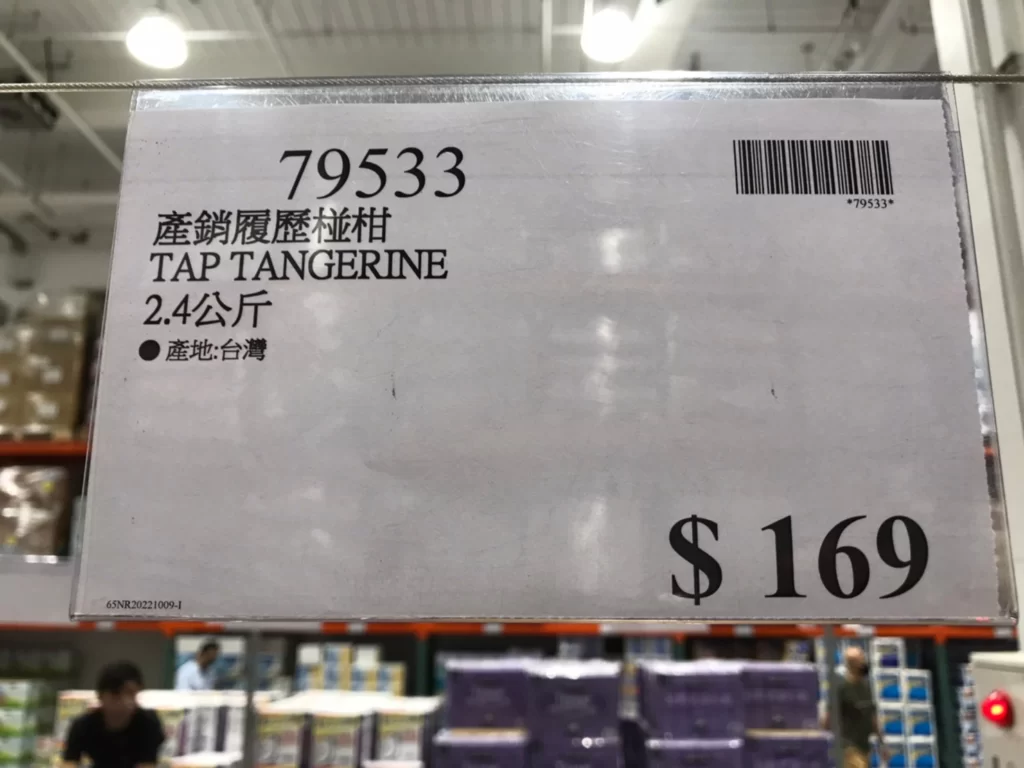 79533
*79533*
產銷履歷椪柑
TAP TANGERINE
2.4公斤
● 產地:台灣
$ 169
65NR20221009-I